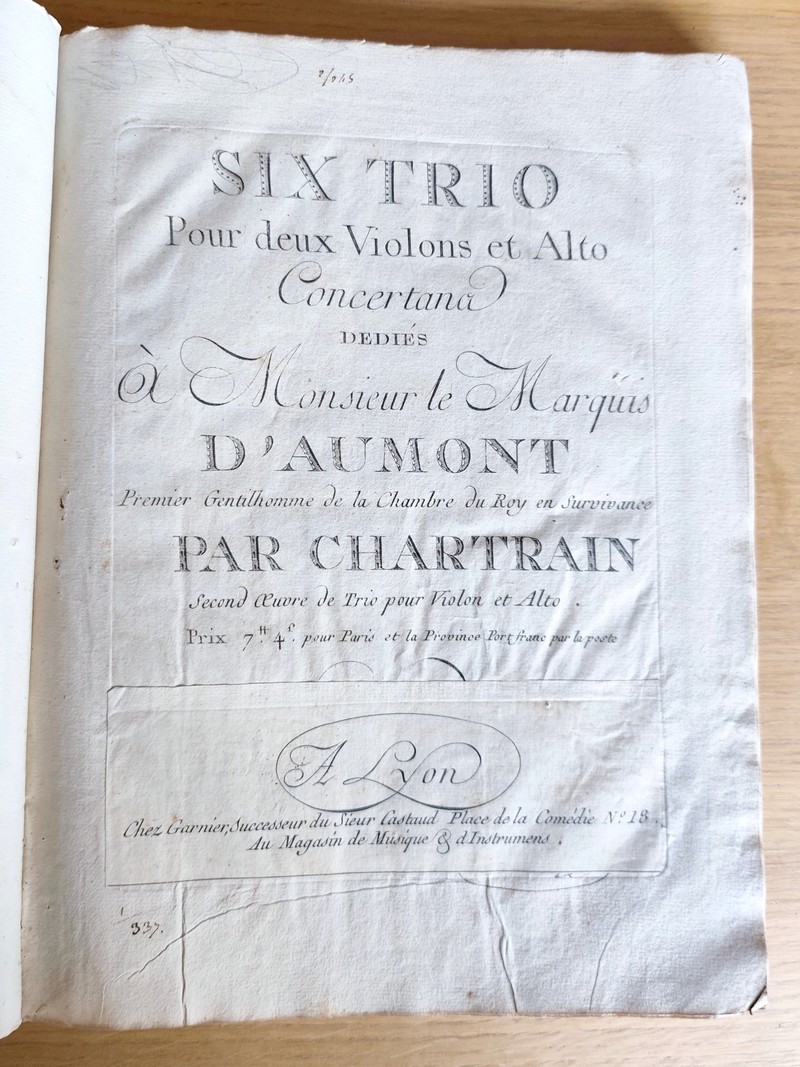 SIX TRIO
Pour deux Violons et Alto
Concertana
DEDIÉS
à Monsieur le Marqüis
D'AUMONT
Premier Gentilhomme de la Chambre du Roy en Survivance
PAR CHARTRAIN
Second Œuvre de Trio pour Violon et Alto .
Prix 7.tt 4.s pour Paris et la Province Port franc par la poste
A Lyon
Chez Garnier, Successeur du Sieur Castaud Place de la Comédie No. 18 .
Au Magasin de Musique & d'Instrumens .
337.